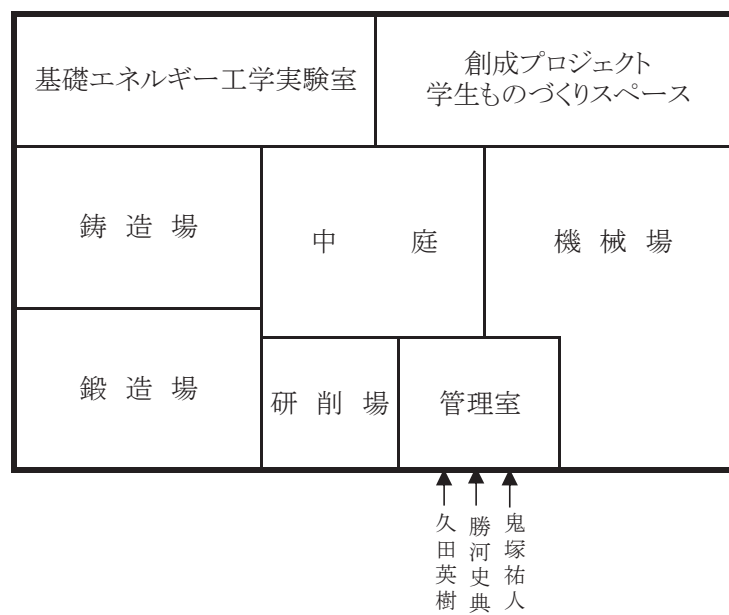 基礎エネルギー工学実験室
創成プロジェクト
学生ものづくりスペース
鋳造場
中庭
機械場
鍛造場
研削場
管理室
久田英樹
勝河史典
鬼塚祐人